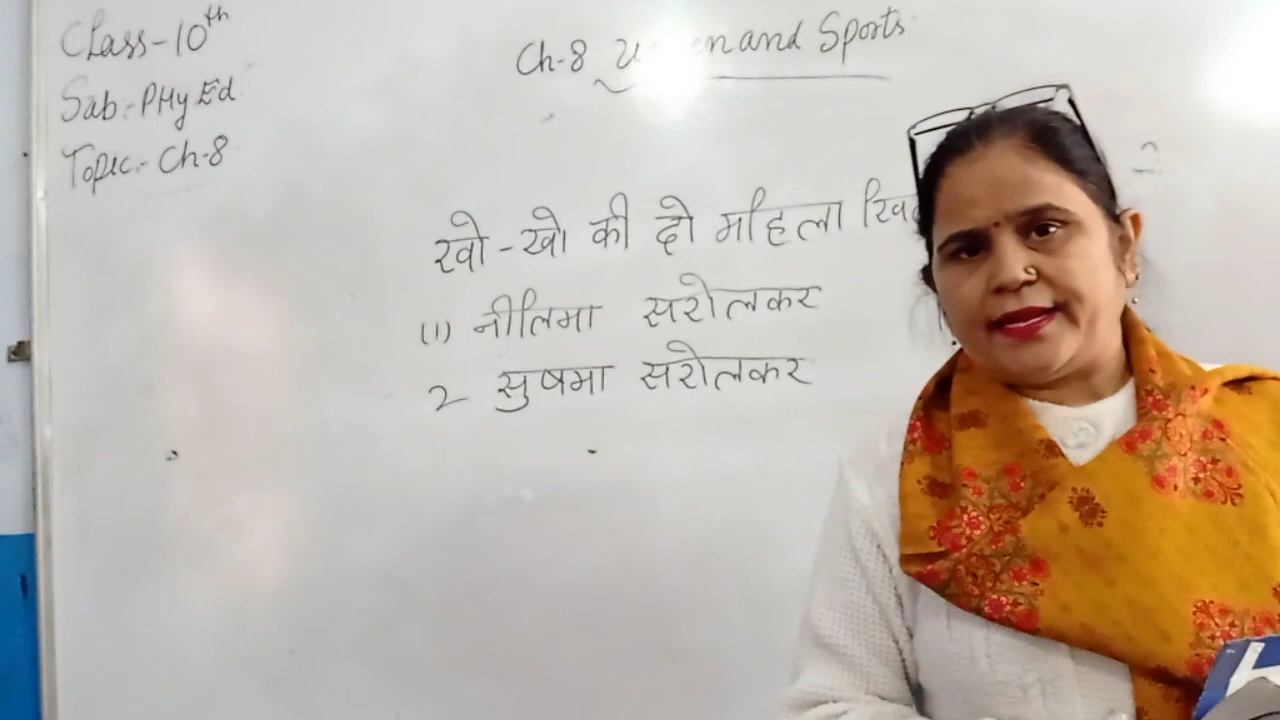 Class-10th
Sub:-PHy Ed
Topic:- Ch-8
Ch-8 and Sports
खो-खो की दो महिला
(1) नीलिमा सरोलकर
2 सुषमा सरोलकर